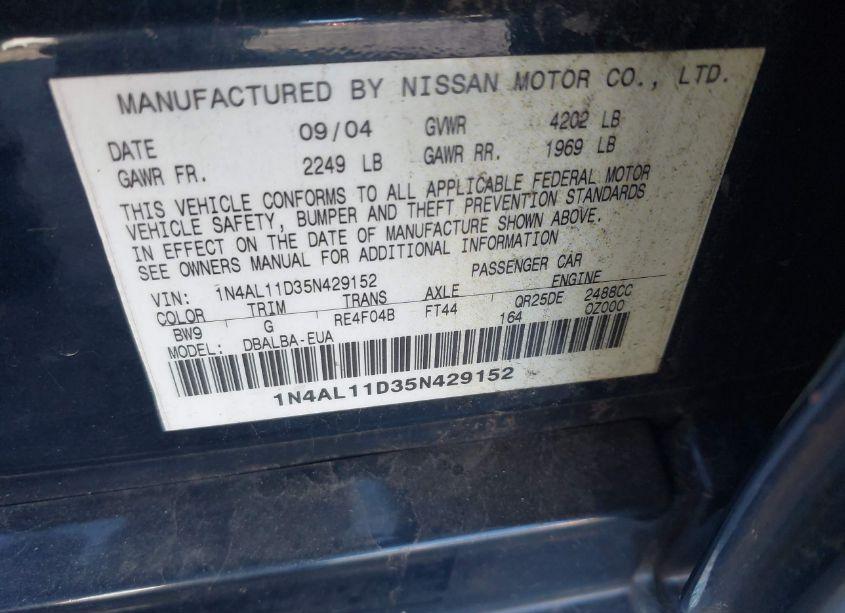 MANUFACTURED BY NISSAN MOTOR CO., LTD.
DATE 09/04 GVWR 4202 LB
GAWR FR. 2249 LB GAWR RR. 1969 LB
THIS VEHICLE CONFORMS TO ALL APPLICABLE FEDERAL MOTOR
VEHICLE SAFETY, BUMPER AND THEFT PREVENTION STANDARDS
IN EFFECT ON THE DATE OF MANUFACTURE SHOWN ABOVE.
SEE OWNERS MANUAL FOR ADDITIONAL INFORMATION
VIN: 1N4AL11D35N429152 PASSENGER CAR
COLOR TRIM TRANS AXLE ENGINE
BW9 G RE4F04B FT44 QR25DE 2488CC
164 0Z000
MODEL: DBALBA-EUA
1N4AL11D35N429152